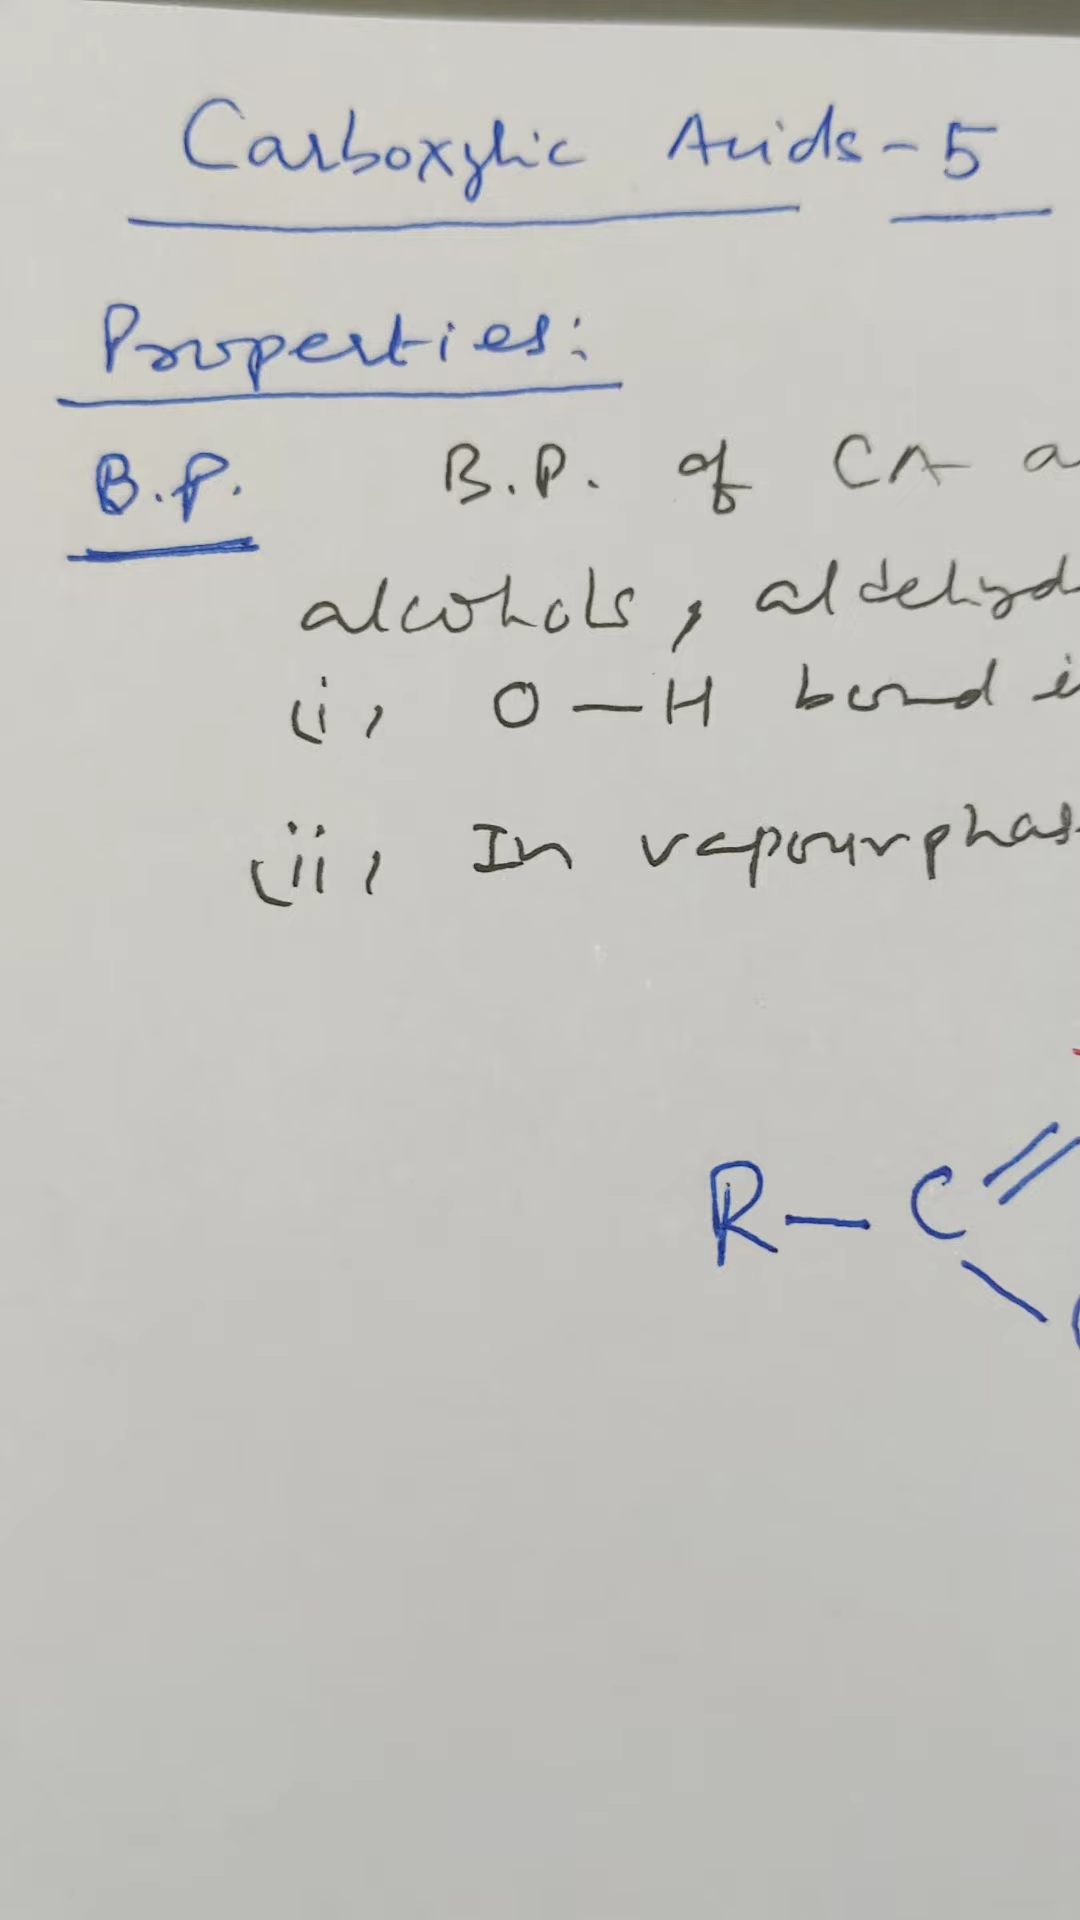 Carboxylic Acids - 5
Properties:
B.P. B.P. of CA a
alcohols, aldehyd
(i) O—H bond i
(ii) In vapourphas
R— C